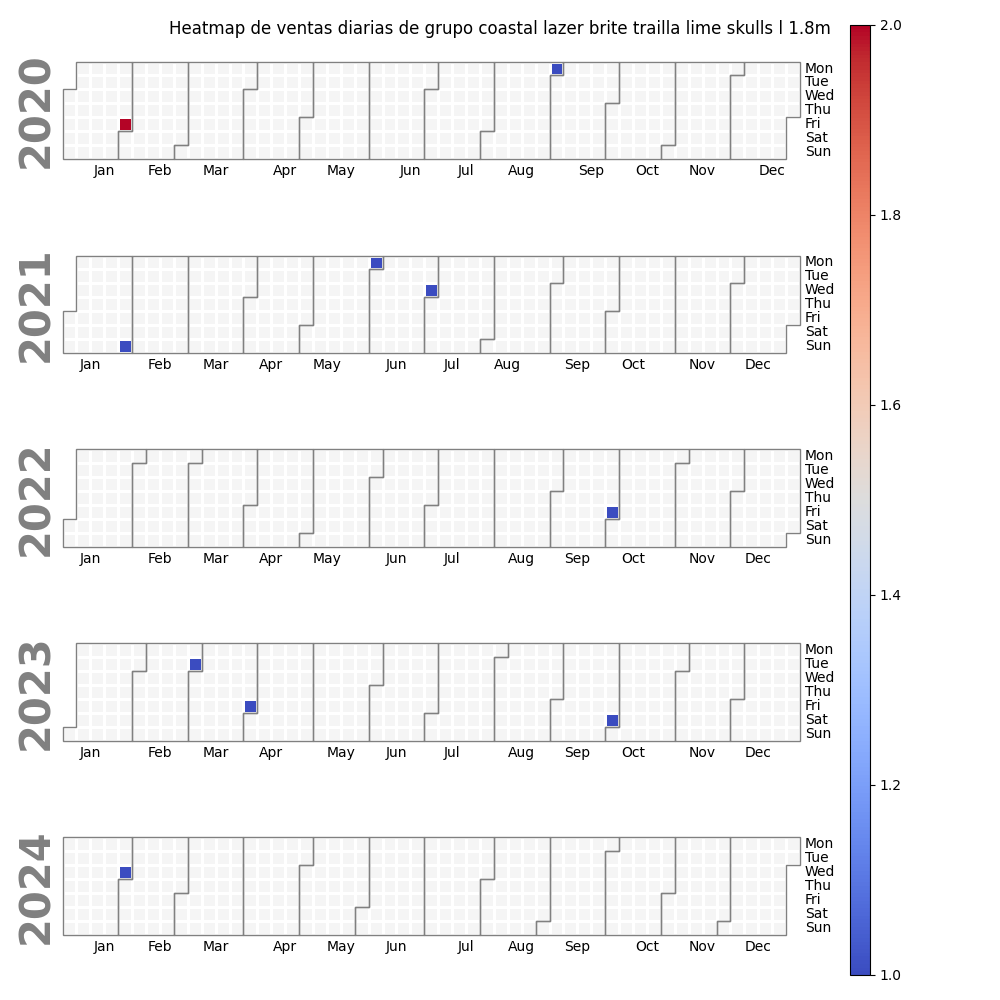 Heatmap de ventas diarias de grupo coastal lazer brite trailla lime skulls l 1.8m
2020
Mon
Tue
Wed
Thu
Fri
Sat
Sun
Jan Feb Mar Apr May Jun Jul Aug Sep Oct Nov Dec
2021
Mon
Tue
Wed
Thu
Fri
Sat
Sun
Jan Feb Mar Apr May Jun Jul Aug Sep Oct Nov Dec
2022
Mon
Tue
Wed
Thu
Fri
Sat
Sun
Jan Feb Mar Apr May Jun Jul Aug Sep Oct Nov Dec
2023
Mon
Tue
Wed
Thu
Fri
Sat
Sun
Jan Feb Mar Apr May Jun Jul Aug Sep Oct Nov Dec
2024
Mon
Tue
Wed
Thu
Fri
Sat
Sun
Jan Feb Mar Apr May Jun Jul Aug Sep Oct Nov Dec
2.0
1.8
1.6
1.4
1.2
1.0